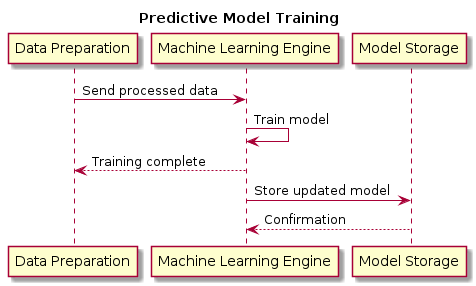 Predictive Model Training
Data Preparation Machine Learning Engine Model Storage
Send processed data
Train model
Training complete
Store updated model
Confirmation
Data Preparation Machine Learning Engine Model Storage